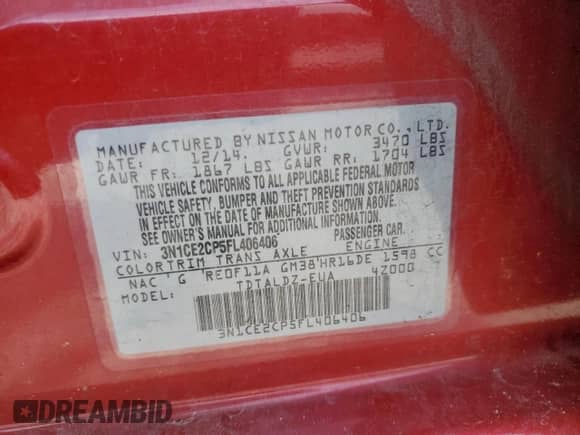 MANUFACTURED BY NISSAN MOTOR CO., LTD.
DATE: 12/14. GVWR: 3470 LBS
GAWR FR: 1867 LBS GAWR RR: 1704 LBS
THIS VEHICLE CONFORMS TO ALL APPLICABLE FEDERAL MOTOR
VEHICLE SAFETY, BUMPER AND THEFT PREVENTION STANDARDS
IN EFFECT ON THE DATE OF MANUFACTURE SHOWN ABOVE.
SEE OWNER'S MANUAL FOR ADDITIONAL INFORMATION.
VIN: 3N1CE2CP5FL406406 PASSENGER CAR.
COLOR TRIM TRANS AXLE ENGINE
NAC G RE0F11A GM38 HR16DE 1598 CC
MODEL: TDTALDZ-EUA 4Z000
3N1CE2CP5FL406406
DREAMBID